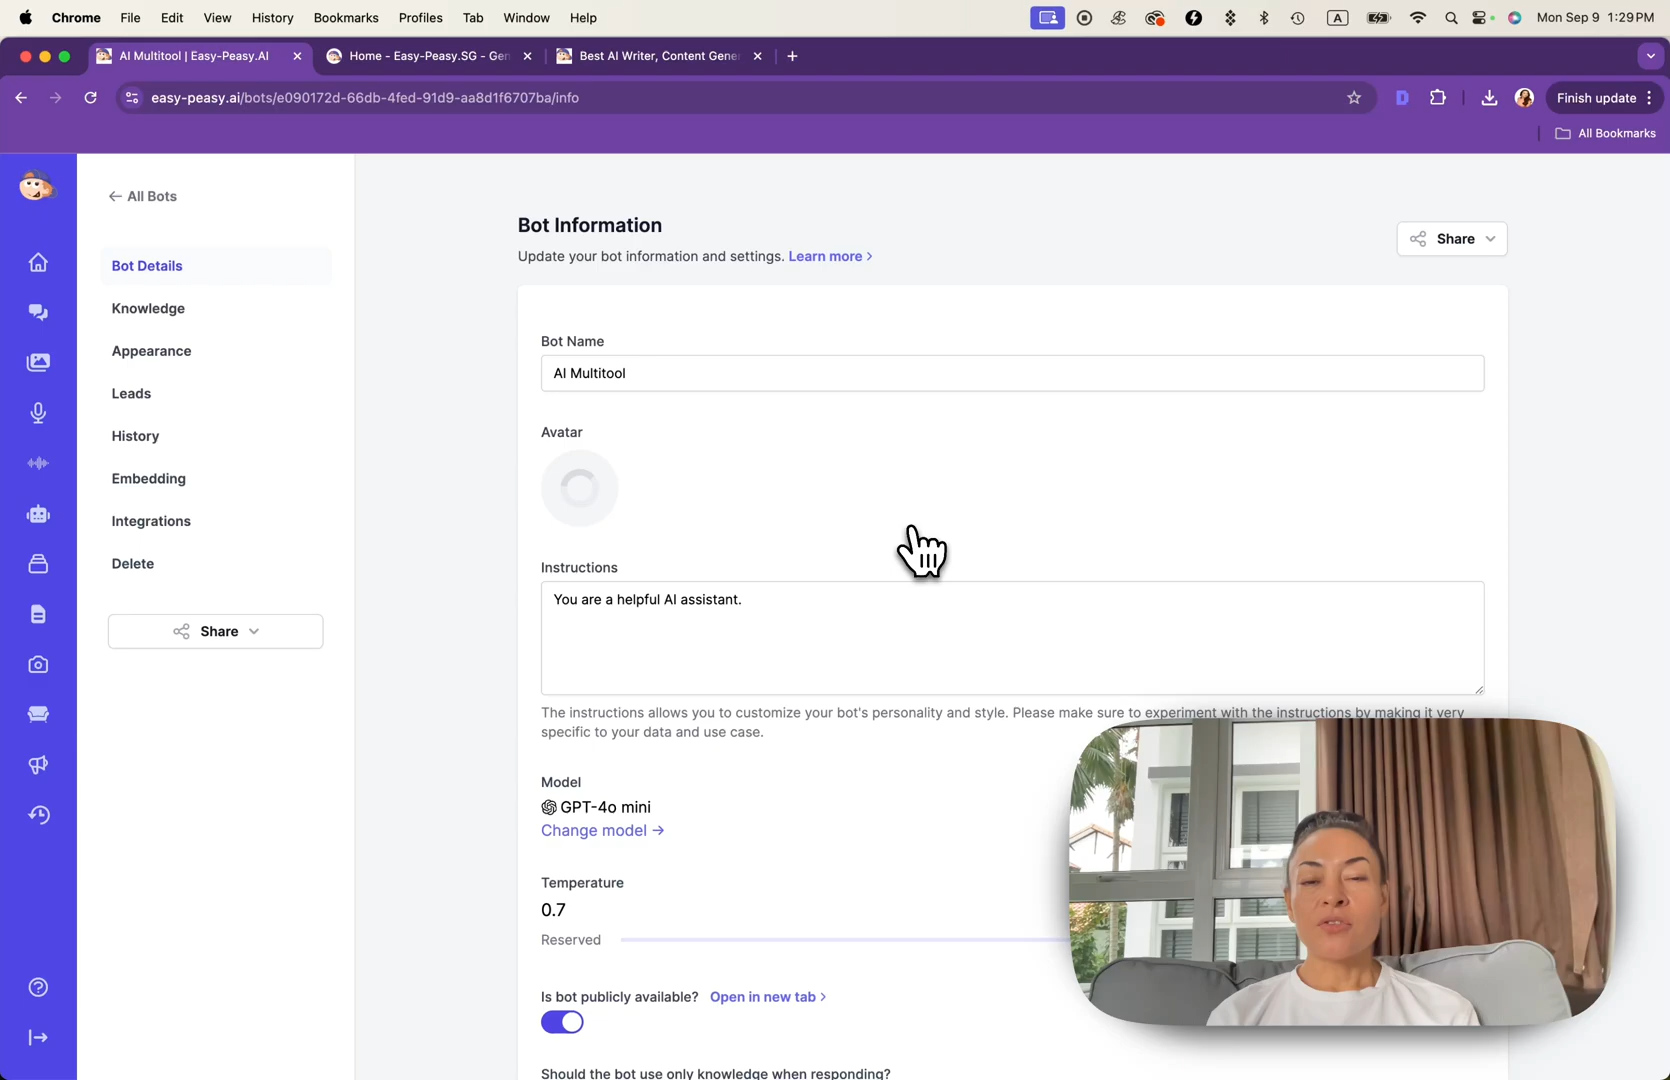 Chrome File Edit View History Bookmarks Profiles Tab Window Help A Mon Sep 9 1:29 PM
AI Multitool | Easy-Peasy.AI Home - Easy-Peasy.SG - Gen Best AI Writer, Content Gener
easy-peasy.ai/bots/e090172d-66db-4fed-91d9-aa8d1f6707ba/info D Finish update
All Bookmarks
All Bots
Bot Details
Knowledge
Appearance
Leads
History
Embedding
Integrations
Delete
Share
Bot Information
Update your bot information and settings. Learn more
Share
Bot Name
AI Multitool
Avatar
Instructions
You are a helpful AI assistant.
The instructions allows you to customize your bot's personality and style. Please make sure to experiment with the instructions by making it very
specific to your data and use case.
Model
GPT-4o mini
Change model →
Temperature
0.7
Reserved
Is bot publicly available? Open in new tab
Should the bot use only knowledge when responding?